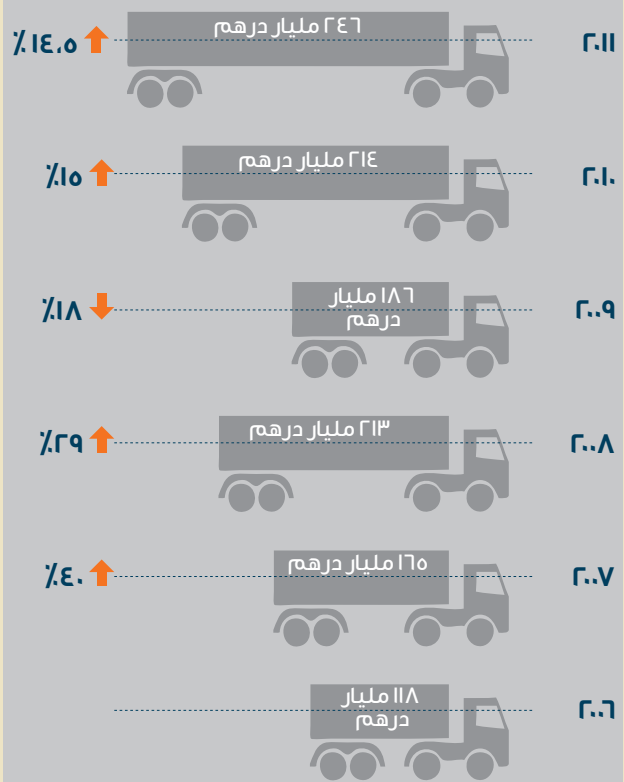 ٢٠١١
٢٤٦ مليار درهم
٪١٤،٥
٢٠١٠
٢١٤ مليار درهم
٪١٥
٢٠٠٩
١٨٦ مليار
درهم
٪١٨
٢٠٠٨
٢١٣ مليار درهم
٪٢٩
٢٠٠٧
١٦٥ مليار درهم
٪٤٠
٢٠٠٦
١١٨ مليار
درهم